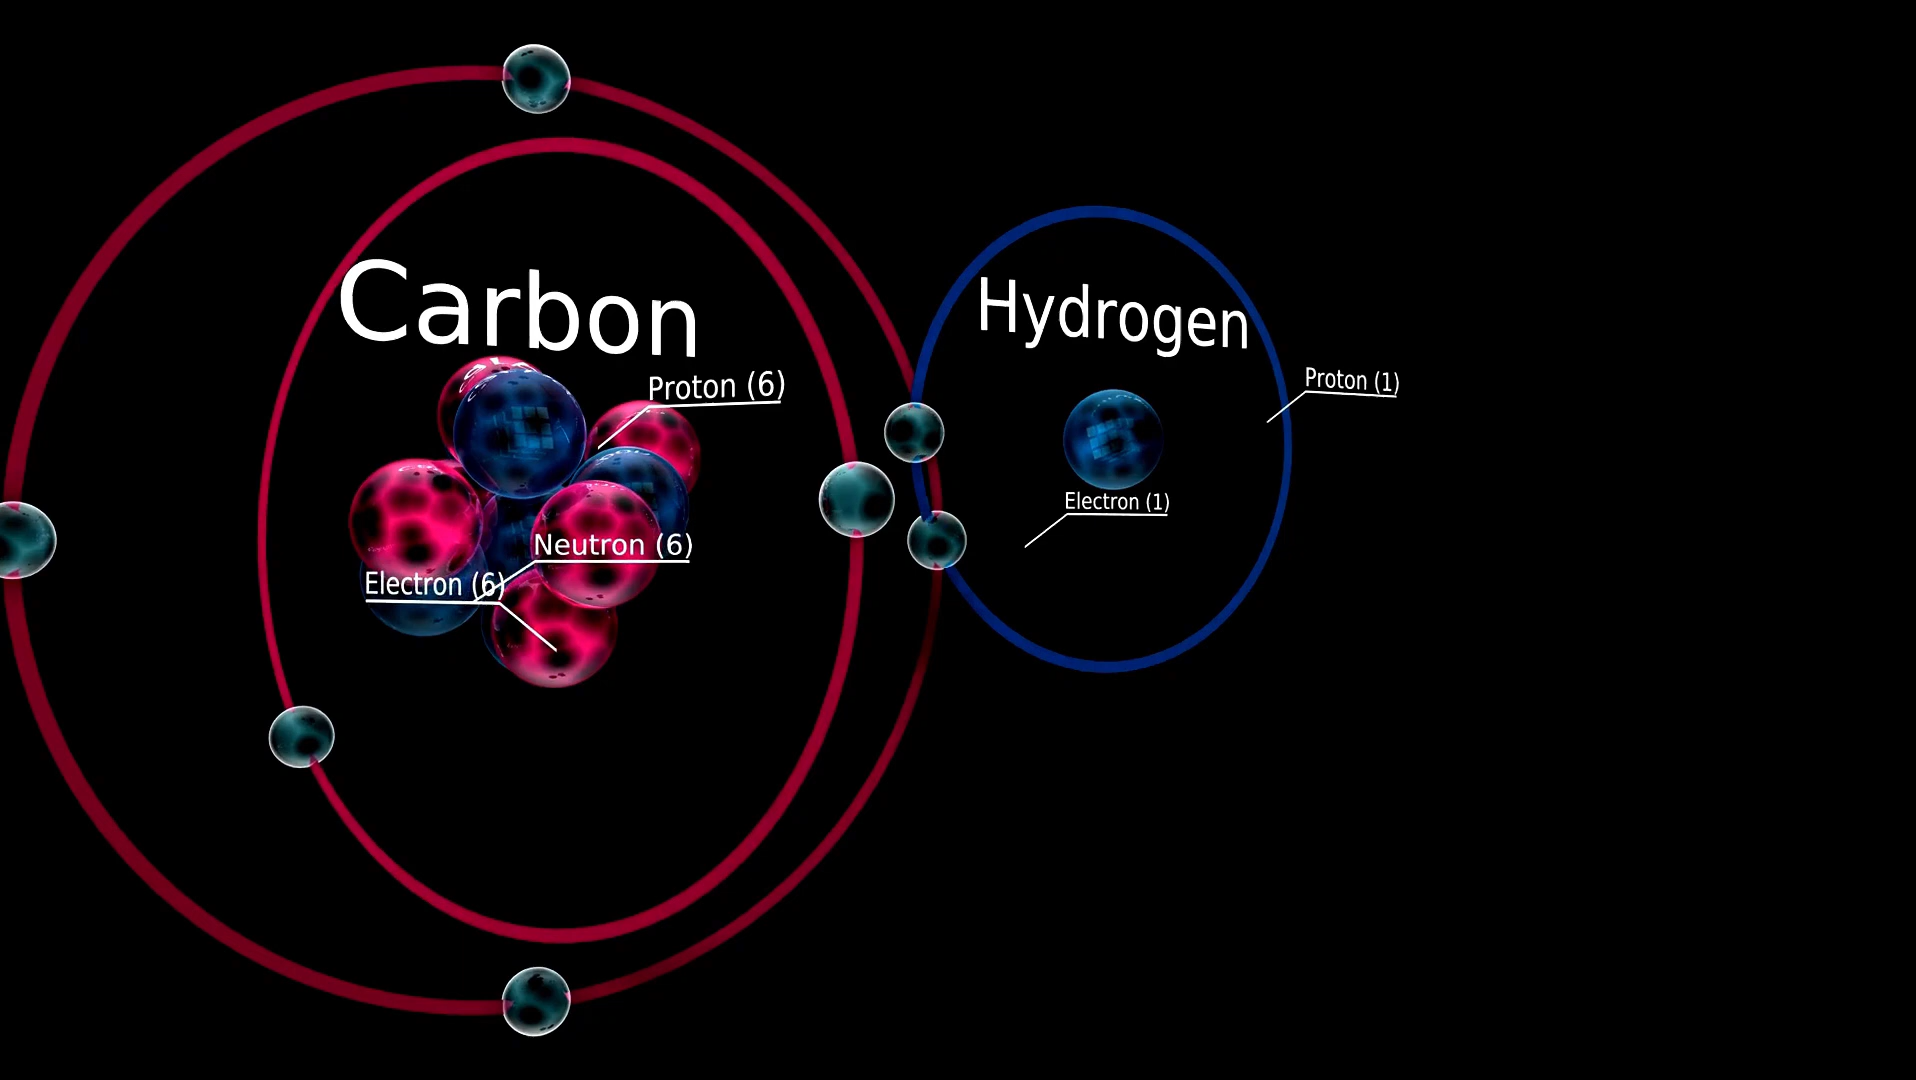 Carbon
Proton (6)
Neutron (6)
Electron (6)
Hydrogen
Proton (1)
Electron (1)